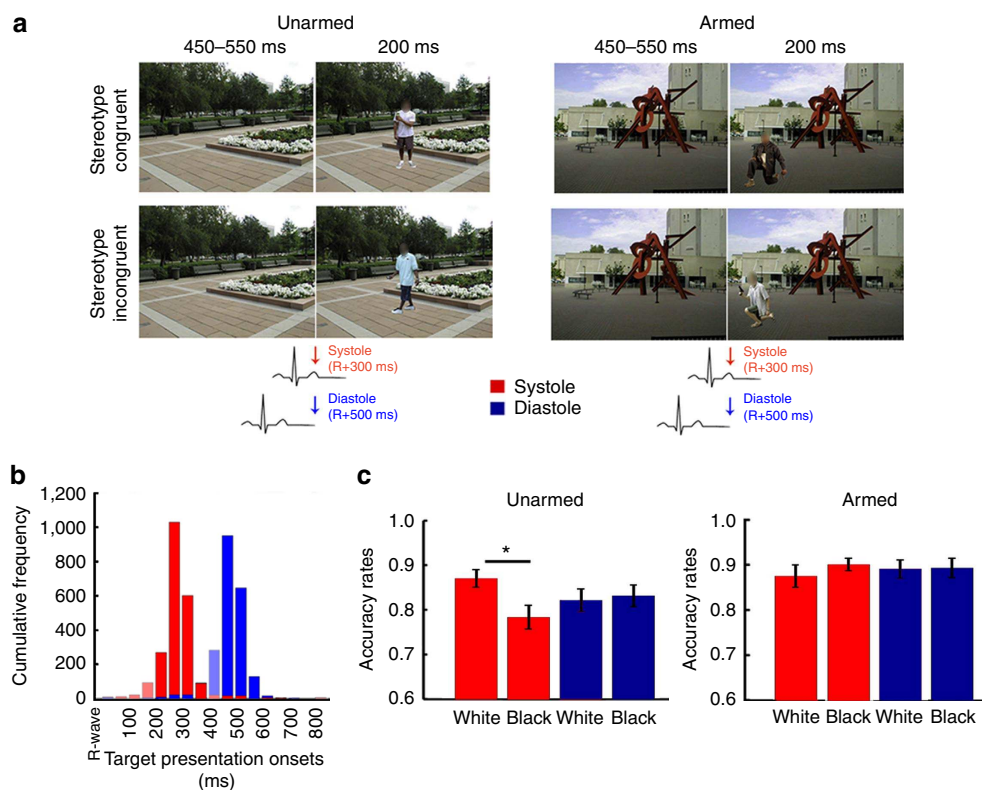 a
Unarmed
Armed
450–550 ms
200 ms
450–550 ms
200 ms
Stereotype
congruent
Stereotype
incongruent
Systole
(R+300 ms)
Diastole
(R+500 ms)
Systole
Diastole
Systole
(R+300 ms)
Diastole
(R+500 ms)
b
1,200
1,000
800
600
400
200
0
Cumulative frequency
R-wave
100
200
300
400
500
600
700
800
Target presentation onsets
(ms)
c
Unarmed
1.0
0.9
0.8
0.7
0.6
Accuracy rates
*
White Black White Black
Armed
1.0
0.9
0.8
0.7
0.6
Accuracy rates
White Black White Black